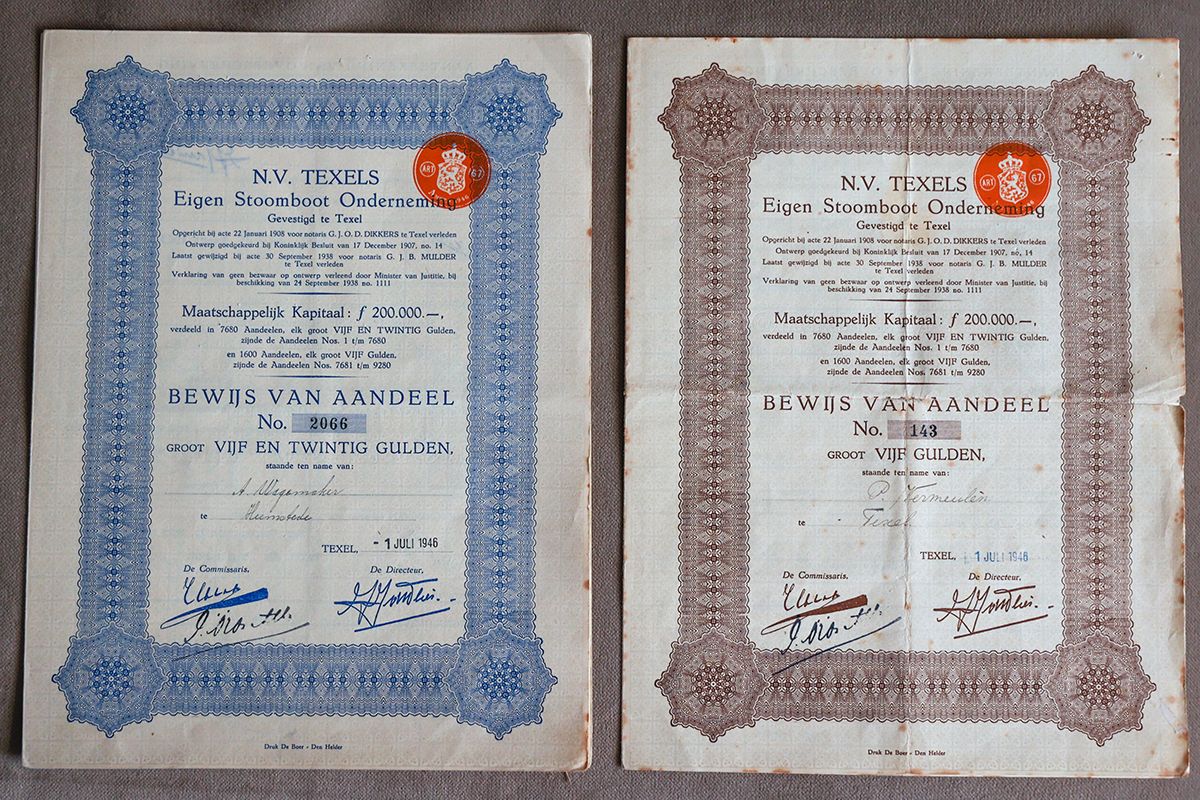 N.V. TEXELS
Eigen Stoomboot Onderneming
Gevestigd te Texel
Opgericht bij acte 22 Januari 1908 voor notaris G. J. O. D. DIKKERS te Texel verleden
Ontwerp goedgekeurd bij Koninklijk Besluit van 17 December 1907, no. 14
Laatst gewijzigd bij acte 30 September 1938 voor notaris G. J. B. MULDER
te Texel verleden
Verklaring van geen bezwaar op ontwerp verleend door Minister van Justitie, bij
beschikking van 24 September 1938 no. 1111
Maatschappelijk Kapitaal: ƒ 200.000.—,
verdeeld in 7680 Aandeelen, elk groot VIJF EN TWINTIG Gulden,
zijnde de Aandeelen Nos. 1 t/m 7680
en 1600 Aandeelen, elk groot VIJF Gulden,
zijnde de Aandeelen Nos. 7681 t/m 9280
BEWIJS VAN AANDEEL
No. 2066
GROOT VIJF EN TWINTIG GULDEN,
staande ten name van:
A. Wagemaker
te Heemstede
TEXEL, - 1 JULI 1946
De Commissaris. De Directeur,
Druk De Boer - Den Helder
ART 67
N.V. TEXELS
Eigen Stoomboot Onderneming
Gevestigd te Texel
Opgericht bij acte 22 Januari 1908 voor notaris G. J. O. D. DIKKERS te Texel verleden
Ontwerp goedgekeurd bij Koninklijk Besluit van 17 December 1907, no. 14
Laatst gewijzigd bij acte 30 September 1938 voor notaris G. J. B. MULDER
te Texel verleden
Verklaring van geen bezwaar op ontwerp verleend door Minister van Justitie, bij
beschikking van 24 September 1938 no. 1111
Maatschappelijk Kapitaal: ƒ 200.000.—,
verdeeld in 7680 Aandeelen, elk groot VIJF EN TWINTIG Gulden,
zijnde de Aandeelen Nos. 1 t/m 7680
en 1600 Aandeelen, elk groot VIJF Gulden,
zijnde de Aandeelen Nos. 7681 t/m 9280
BEWIJS VAN AANDEEL
No. 143
GROOT VIJF GULDEN,
staande ten name van:
P. Vermeulen
te Texel
TEXEL, 1 JULI 1946
De Commissaris. De Directeur,
Druk De Boer - Den Helder
ART 67